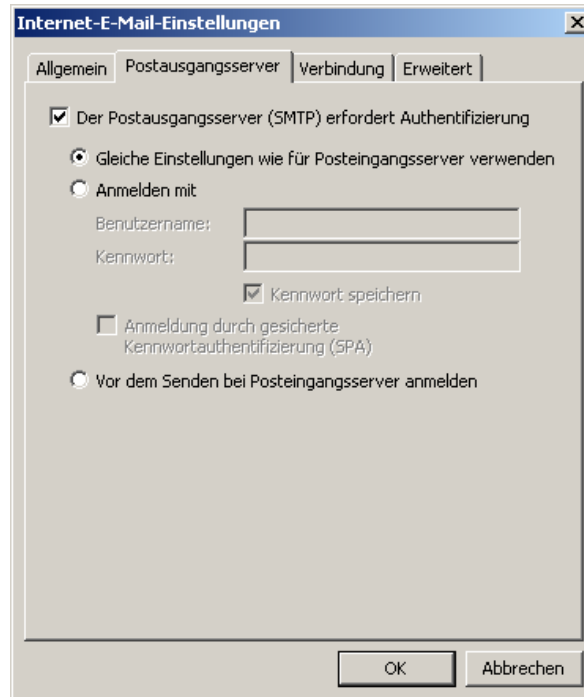 Internet-E-Mail-Einstellungen
Allgemein Postausgangsserver Verbindung Erweitert
Der Postausgangsserver (SMTP) erfordert Authentifizierung
Gleiche Einstellungen wie für Posteingangsserver verwenden
Anmelden mit
Benutzername:
Kennwort:
Kennwort speichern
Anmeldung durch gesicherte
Kennwortauthentifizierung (SPA)
Vor dem Senden bei Posteingangsserver anmelden
OK Abbrechen